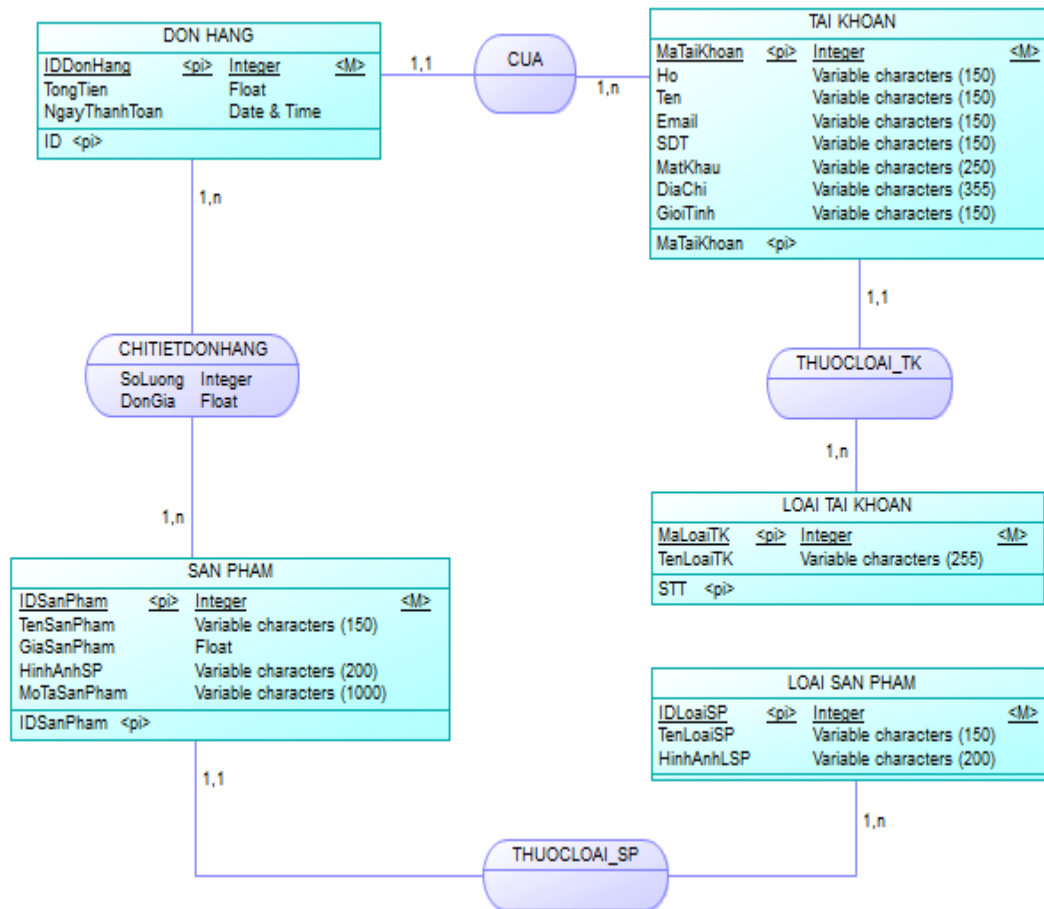 DON HANG
IDDonHang <pi> Integer <M>
TongTien Float
NgayThanhToan Date & Time
ID <pi>
1,1
CUA
1,n
TAI KHOAN
MaTaiKhoan <pi> Integer <M>
Ho Variable characters (150)
Ten Variable characters (150)
Email Variable characters (150)
SDT Variable characters (150)
MatKhau Variable characters (250)
DiaChi Variable characters (355)
GioiTinh Variable characters (150)
MaTaiKhoan <pi>
1,n
1,1
CHITIETDONHANG
SoLuong Integer
DonGia Float
THUOCLOAI_TK
1,n
1,n
LOAI TAI KHOAN
MaLoaiTK <pi> Integer <M>
TenLoaiTK Variable characters (255)
STT <pi>
SAN PHAM
IDSanPham <pi> Integer <M>
TenSanPham Variable characters (150)
GiaSanPham Float
HinhAnhSP Variable characters (200)
MoTaSanPham Variable characters (1000)
IDSanPham <pi>
LOAI SAN PHAM
IDLoaiSP <pi> Integer <M>
TenLoaiSP Variable characters (150)
HinhAnhLSP Variable characters (200)
1,1
1,n
THUOCLOAI_SP